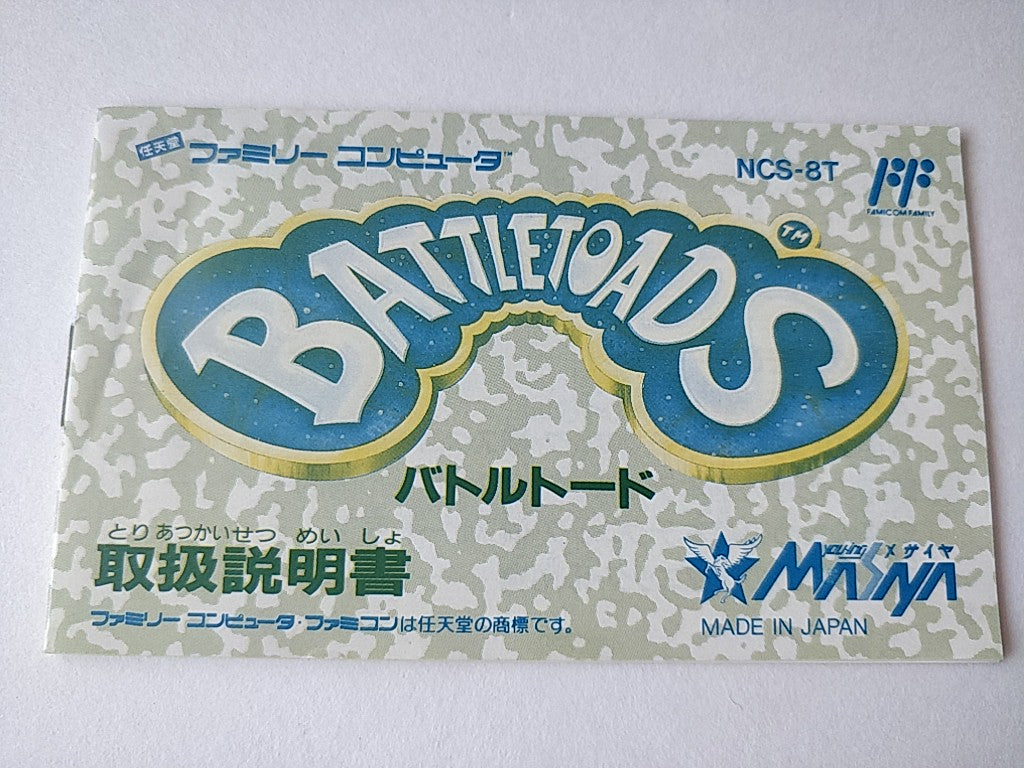 任天堂 ファミリー コンピュータ™
NCS-8T
FAMICOM FAMILY
BATTLETOADS TM
バトルトード
とりあつかいせつめいしょ
取扱説明書
メサイヤ
MASAYA
MADE IN JAPAN
ファミリー コンピュータ・ファミコンは任天堂の商標です。